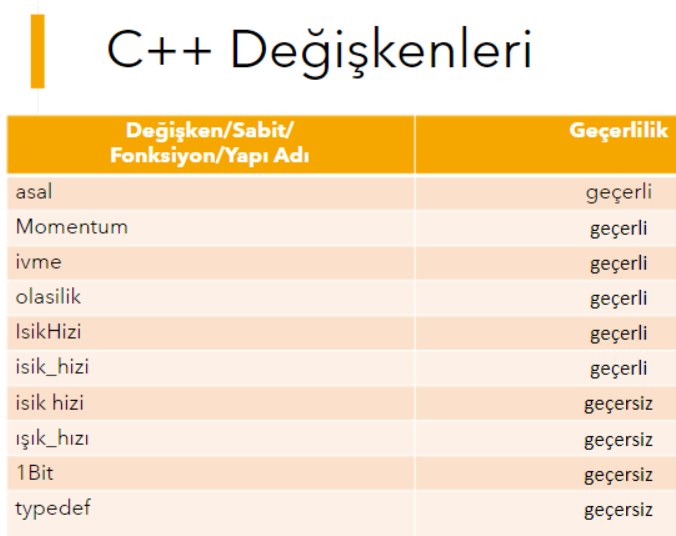 C++ Değişkenleri
Değişken/Sabit/ Geçerlilik
Fonksiyon/Yapı Adı
asal geçerli
Momentum geçerli
ivme geçerli
olasilik geçerli
IsikHizi geçerli
isik_hizi geçerli
isik hizi geçersiz
ışık_hızı geçersiz
1Bit geçersiz
typedef geçersiz